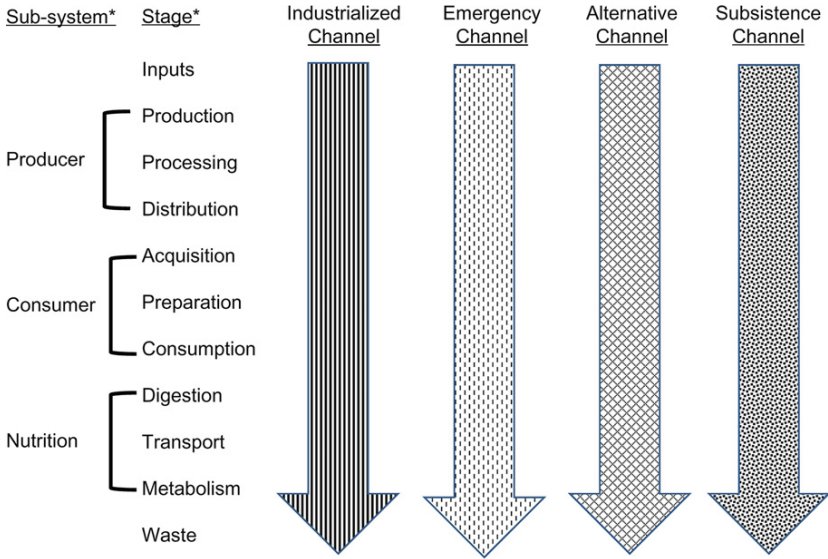 Sub-system* Stage* Industrialized Channel Emergency Channel Alternative Channel Subsistence Channel
Inputs
Production
Producer Processing
Distribution
Acquisition
Consumer Preparation
Consumption
Digestion
Nutrition Transport
Metabolism
Waste